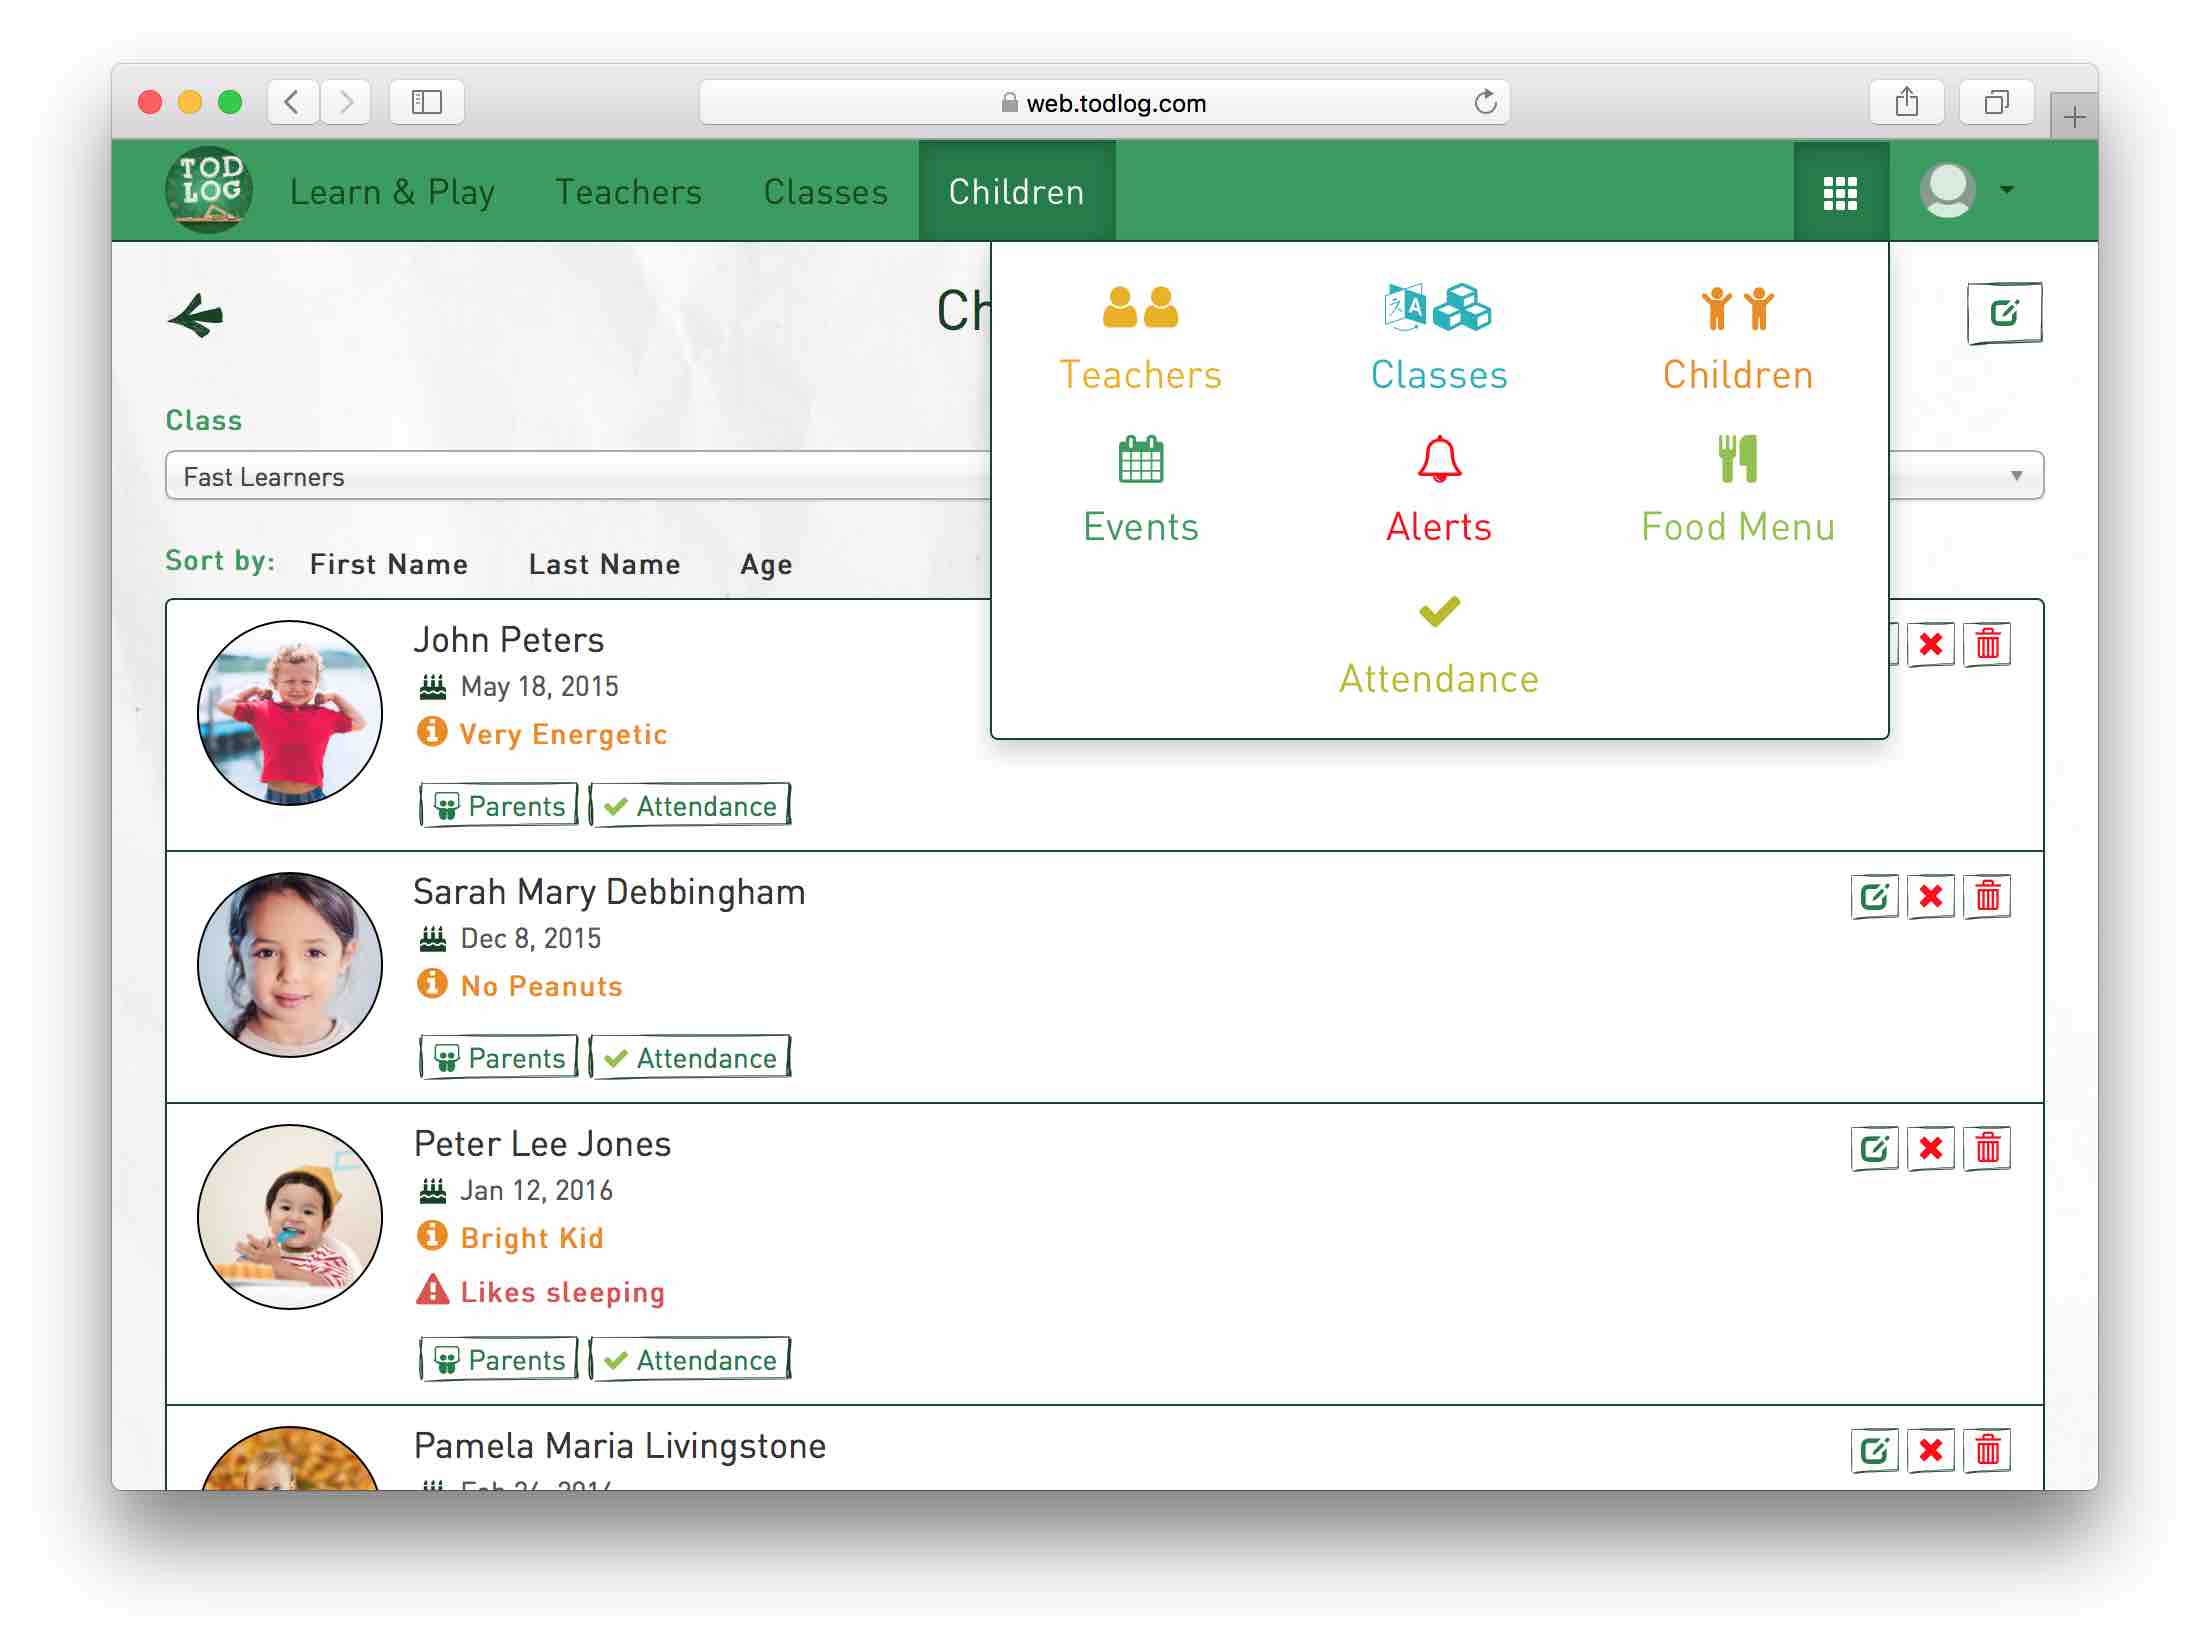 web.todlog.com
TOD
LOG
Learn & Play
Teachers
Classes
Children
Teachers
Classes
Children
Events
Alerts
Food Menu
Attendance
Class
Fast Learners
Sort by:
First Name
Last Name
Age
John Peters
May 18, 2015
Very Energetic
Parents
Attendance
Sarah Mary Debbingham
Dec 8, 2015
No Peanuts
Parents
Attendance
Peter Lee Jones
Jan 12, 2016
Bright Kid
Likes sleeping
Parents
Attendance
Pamela Maria Livingstone